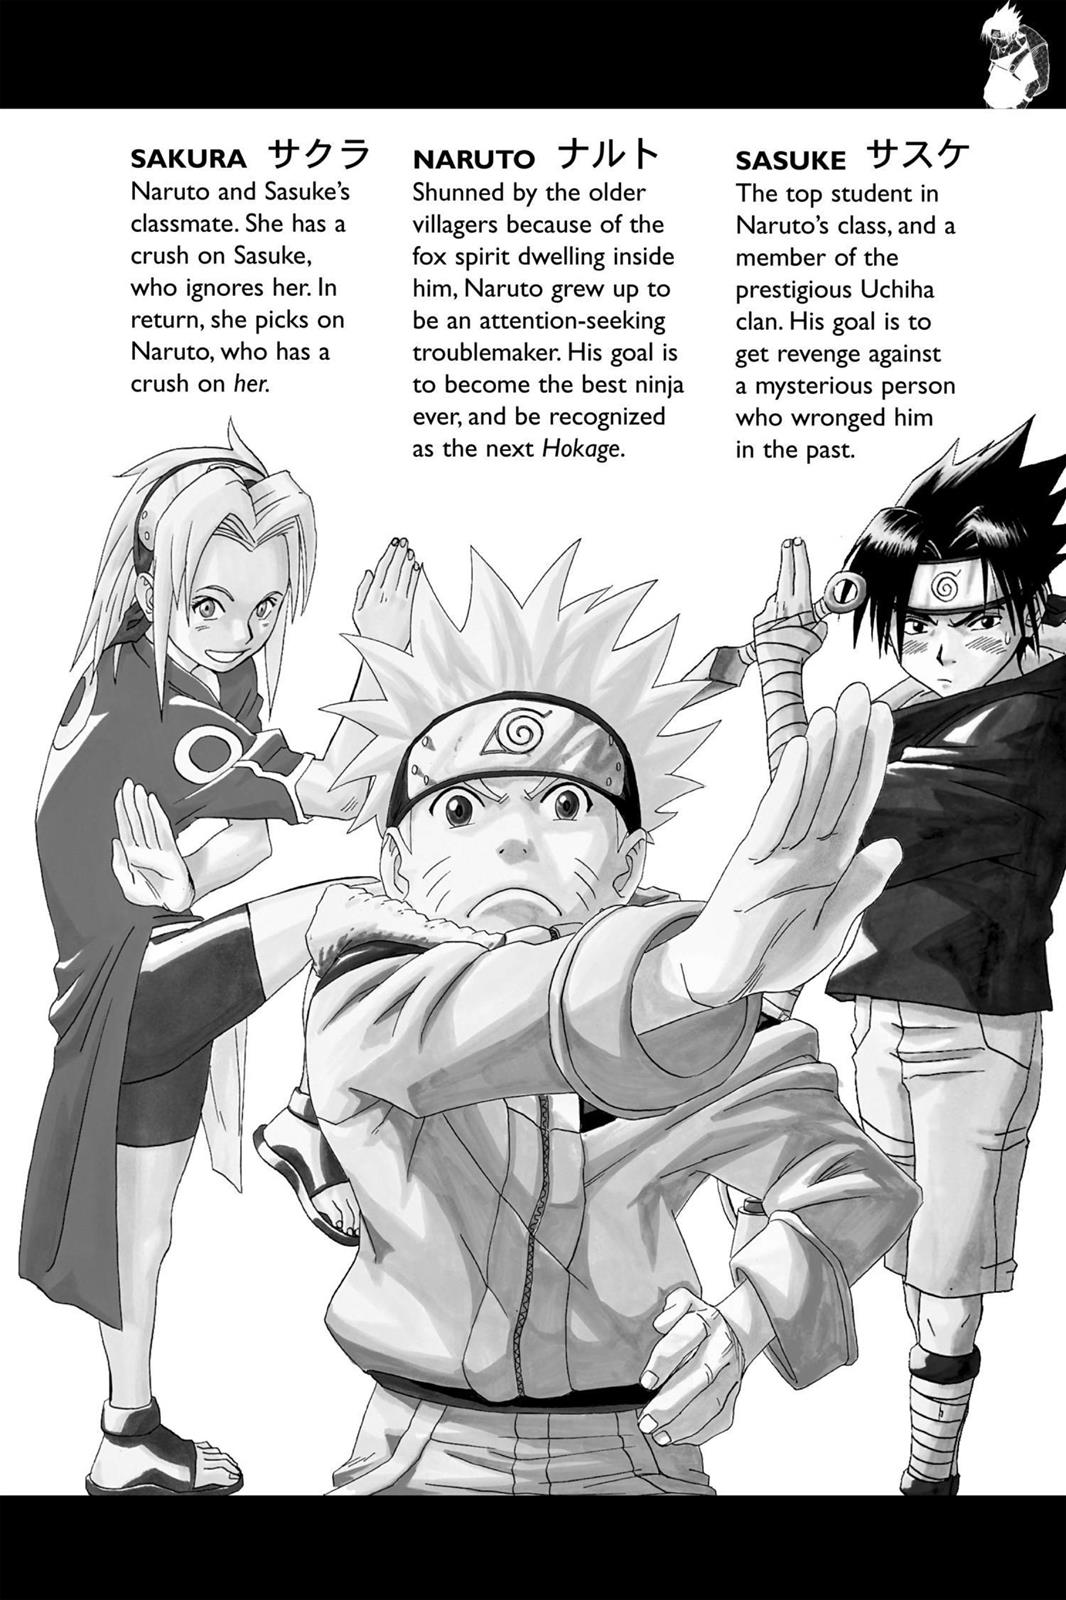 SAKURA サクラ
Naruto and Sasuke’s
classmate. She has a
crush on Sasuke,
who ignores her. In
return, she picks on
Naruto, who has a
crush on her.
NARUTO ナルト
Shunned by the older
villagers because of the
fox spirit dwelling inside
him, Naruto grew up to
be an attention-seeking
troublemaker. His goal is
to become the best ninja
ever, and be recognized
as the next Hokage.
SASUKE サスケ
The top student in
Naruto’s class, and a
member of the
prestigious Uchiha
clan. His goal is to
get revenge against
a mysterious person
who wronged him
in the past.